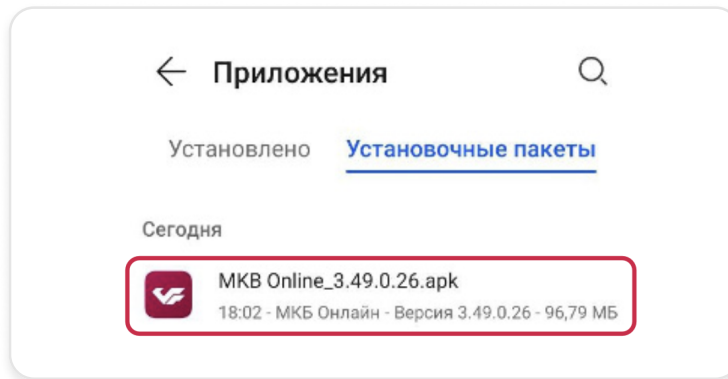 Приложения
Установлено Установочные пакеты
Сегодня
MKB Online_3.49.0.26.apk
18:02 - МКБ Онлайн - Версия 3.49.0.26 - 96,79 МБ